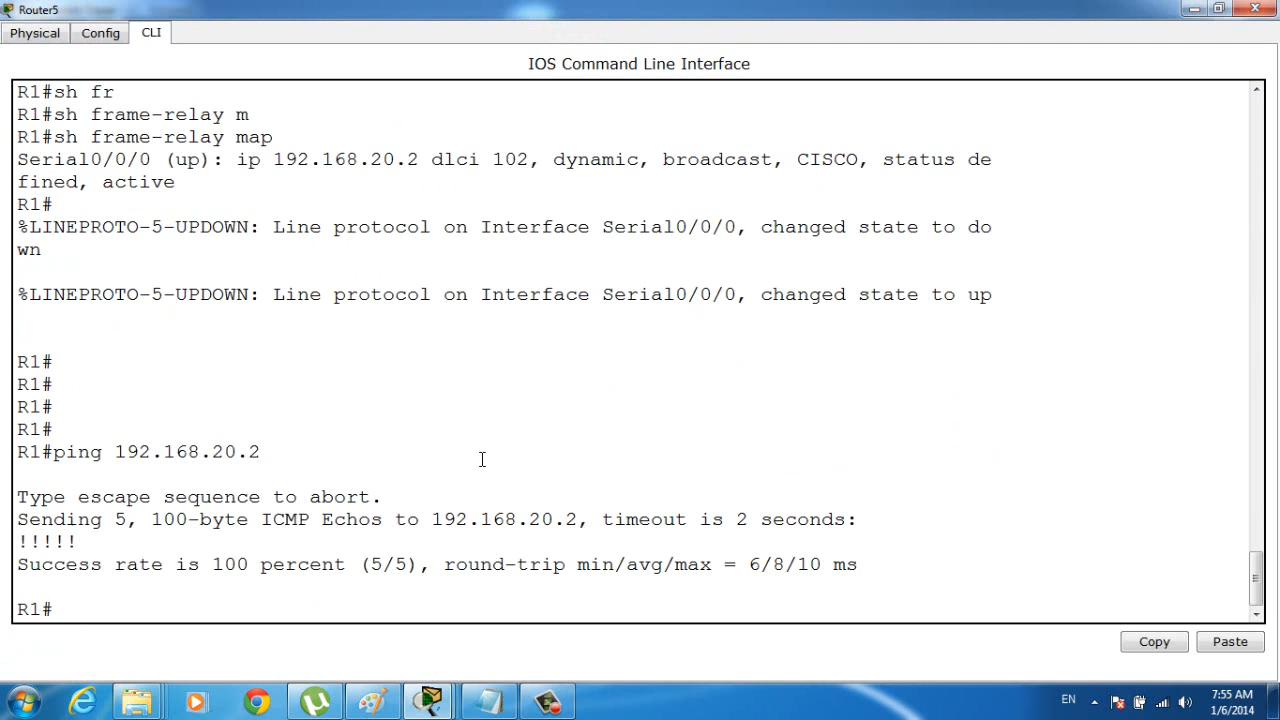 Router5
Physical
Config
CLI
IOS Command Line Interface
R1#sh fr
R1#sh frame-relay m
R1#sh frame-relay map
Serial0/0/0 (up): ip 192.168.20.2 dlci 102, dynamic, broadcast, CISCO, status de
fined, active
R1#
%LINEPROTO-5-UPDOWN: Line protocol on Interface Serial0/0/0, changed state to do
wn
%LINEPROTO-5-UPDOWN: Line protocol on Interface Serial0/0/0, changed state to up
R1#
R1#
R1#
R1#
R1#ping 192.168.20.2
Type escape sequence to abort.
Sending 5, 100-byte ICMP Echos to 192.168.20.2, timeout is 2 seconds:
!!!!!
Success rate is 100 percent (5/5), round-trip min/avg/max = 6/8/10 ms
R1#
Copy
Paste
EN
7:55 AM
1/6/2014